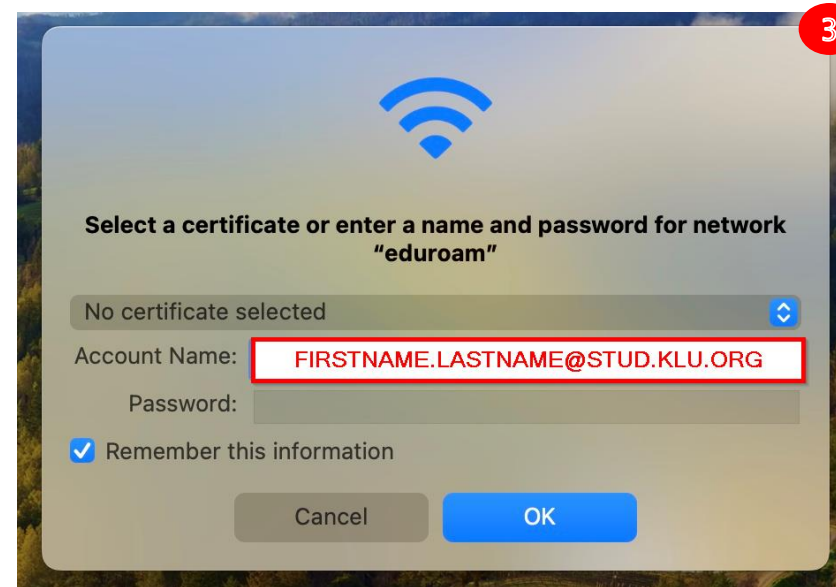 3
Select a certificate or enter a name and password for network
“eduroam”
No certificate selected
Account Name: FIRSTNAME.LASTNAME@STUD.KLU.ORG
Password:
Remember this information
Cancel OK